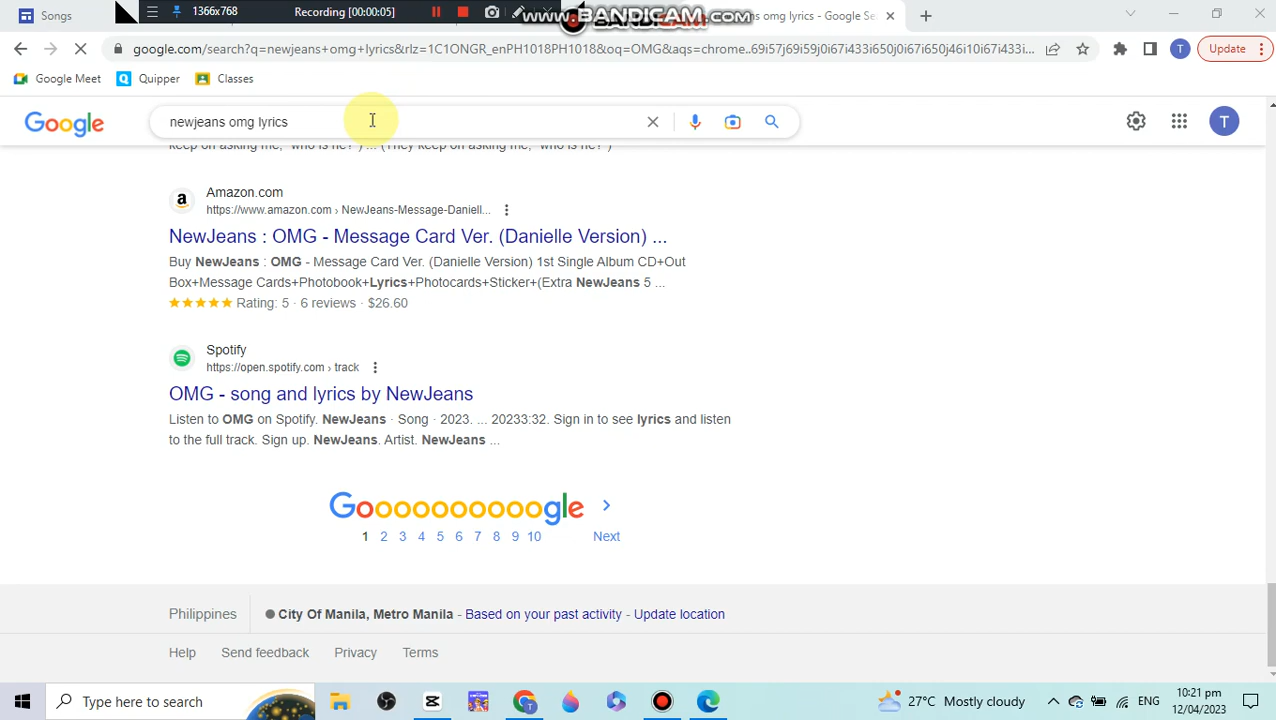 Songs
1366x768
Recording [00:00:05]
www.BANDICAM.com
ns omg lyrics - Google Se
google.com/search?q=newjeans+omg+lyrics&rlz=1C1ONGR_enPH1018PH1018&oq=OMG&aqs=chrome..69i57j69i59j0i67i433i650j0i67i650j46i10i67i433i...
Update
Google Meet
Quipper
Classes
Google
newjeans omg lyrics
T
keep on asking me, "who is he?") ... (They keep on asking me, "who is he?")
Amazon.com
https://www.amazon.com › NewJeans-Message-Daniell...
NewJeans : OMG - Message Card Ver. (Danielle Version) ...
Buy NewJeans : OMG - Message Card Ver. (Danielle Version) 1st Single Album CD+Out
Box+Message Cards+Photobook+Lyrics+Photocards+Sticker+(Extra NewJeans 5 ...
Rating: 5 · 6 reviews · $26.60
Spotify
https://open.spotify.com › track
OMG - song and lyrics by NewJeans
Listen to OMG on Spotify. NewJeans · Song · 2023. ... 20233:32. Sign in to see lyrics and listen
to the full track. Sign up. NewJeans. Artist. NewJeans ...
Goooooooooogle
1 2 3 4 5 6 7 8 9 10 Next
Philippines
City Of Manila, Metro Manila - Based on your past activity - Update location
Help Send feedback Privacy Terms
Type here to search
27°C Mostly cloudy
ENG
10:21 pm
12/04/2023